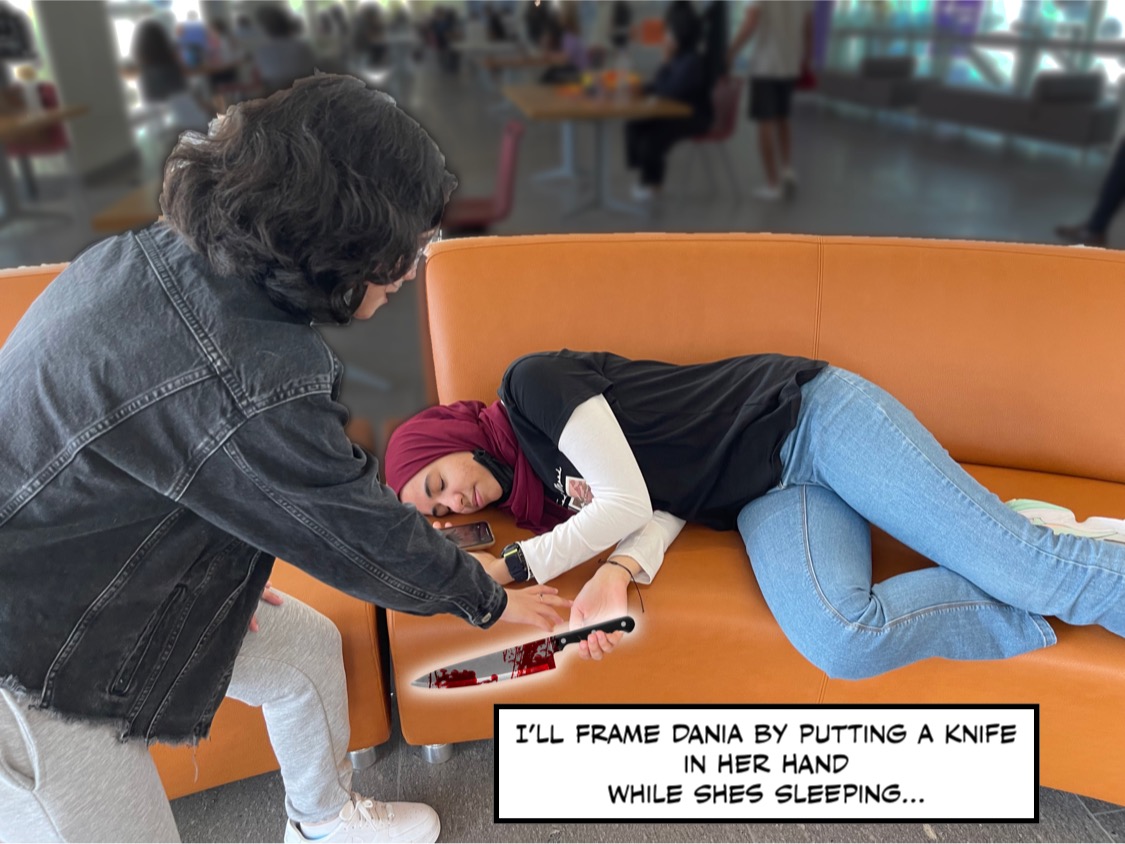 I'LL FRAME DANIA BY PUTTING A KNIFE
IN HER HAND
WHILE SHES SLEEPING...